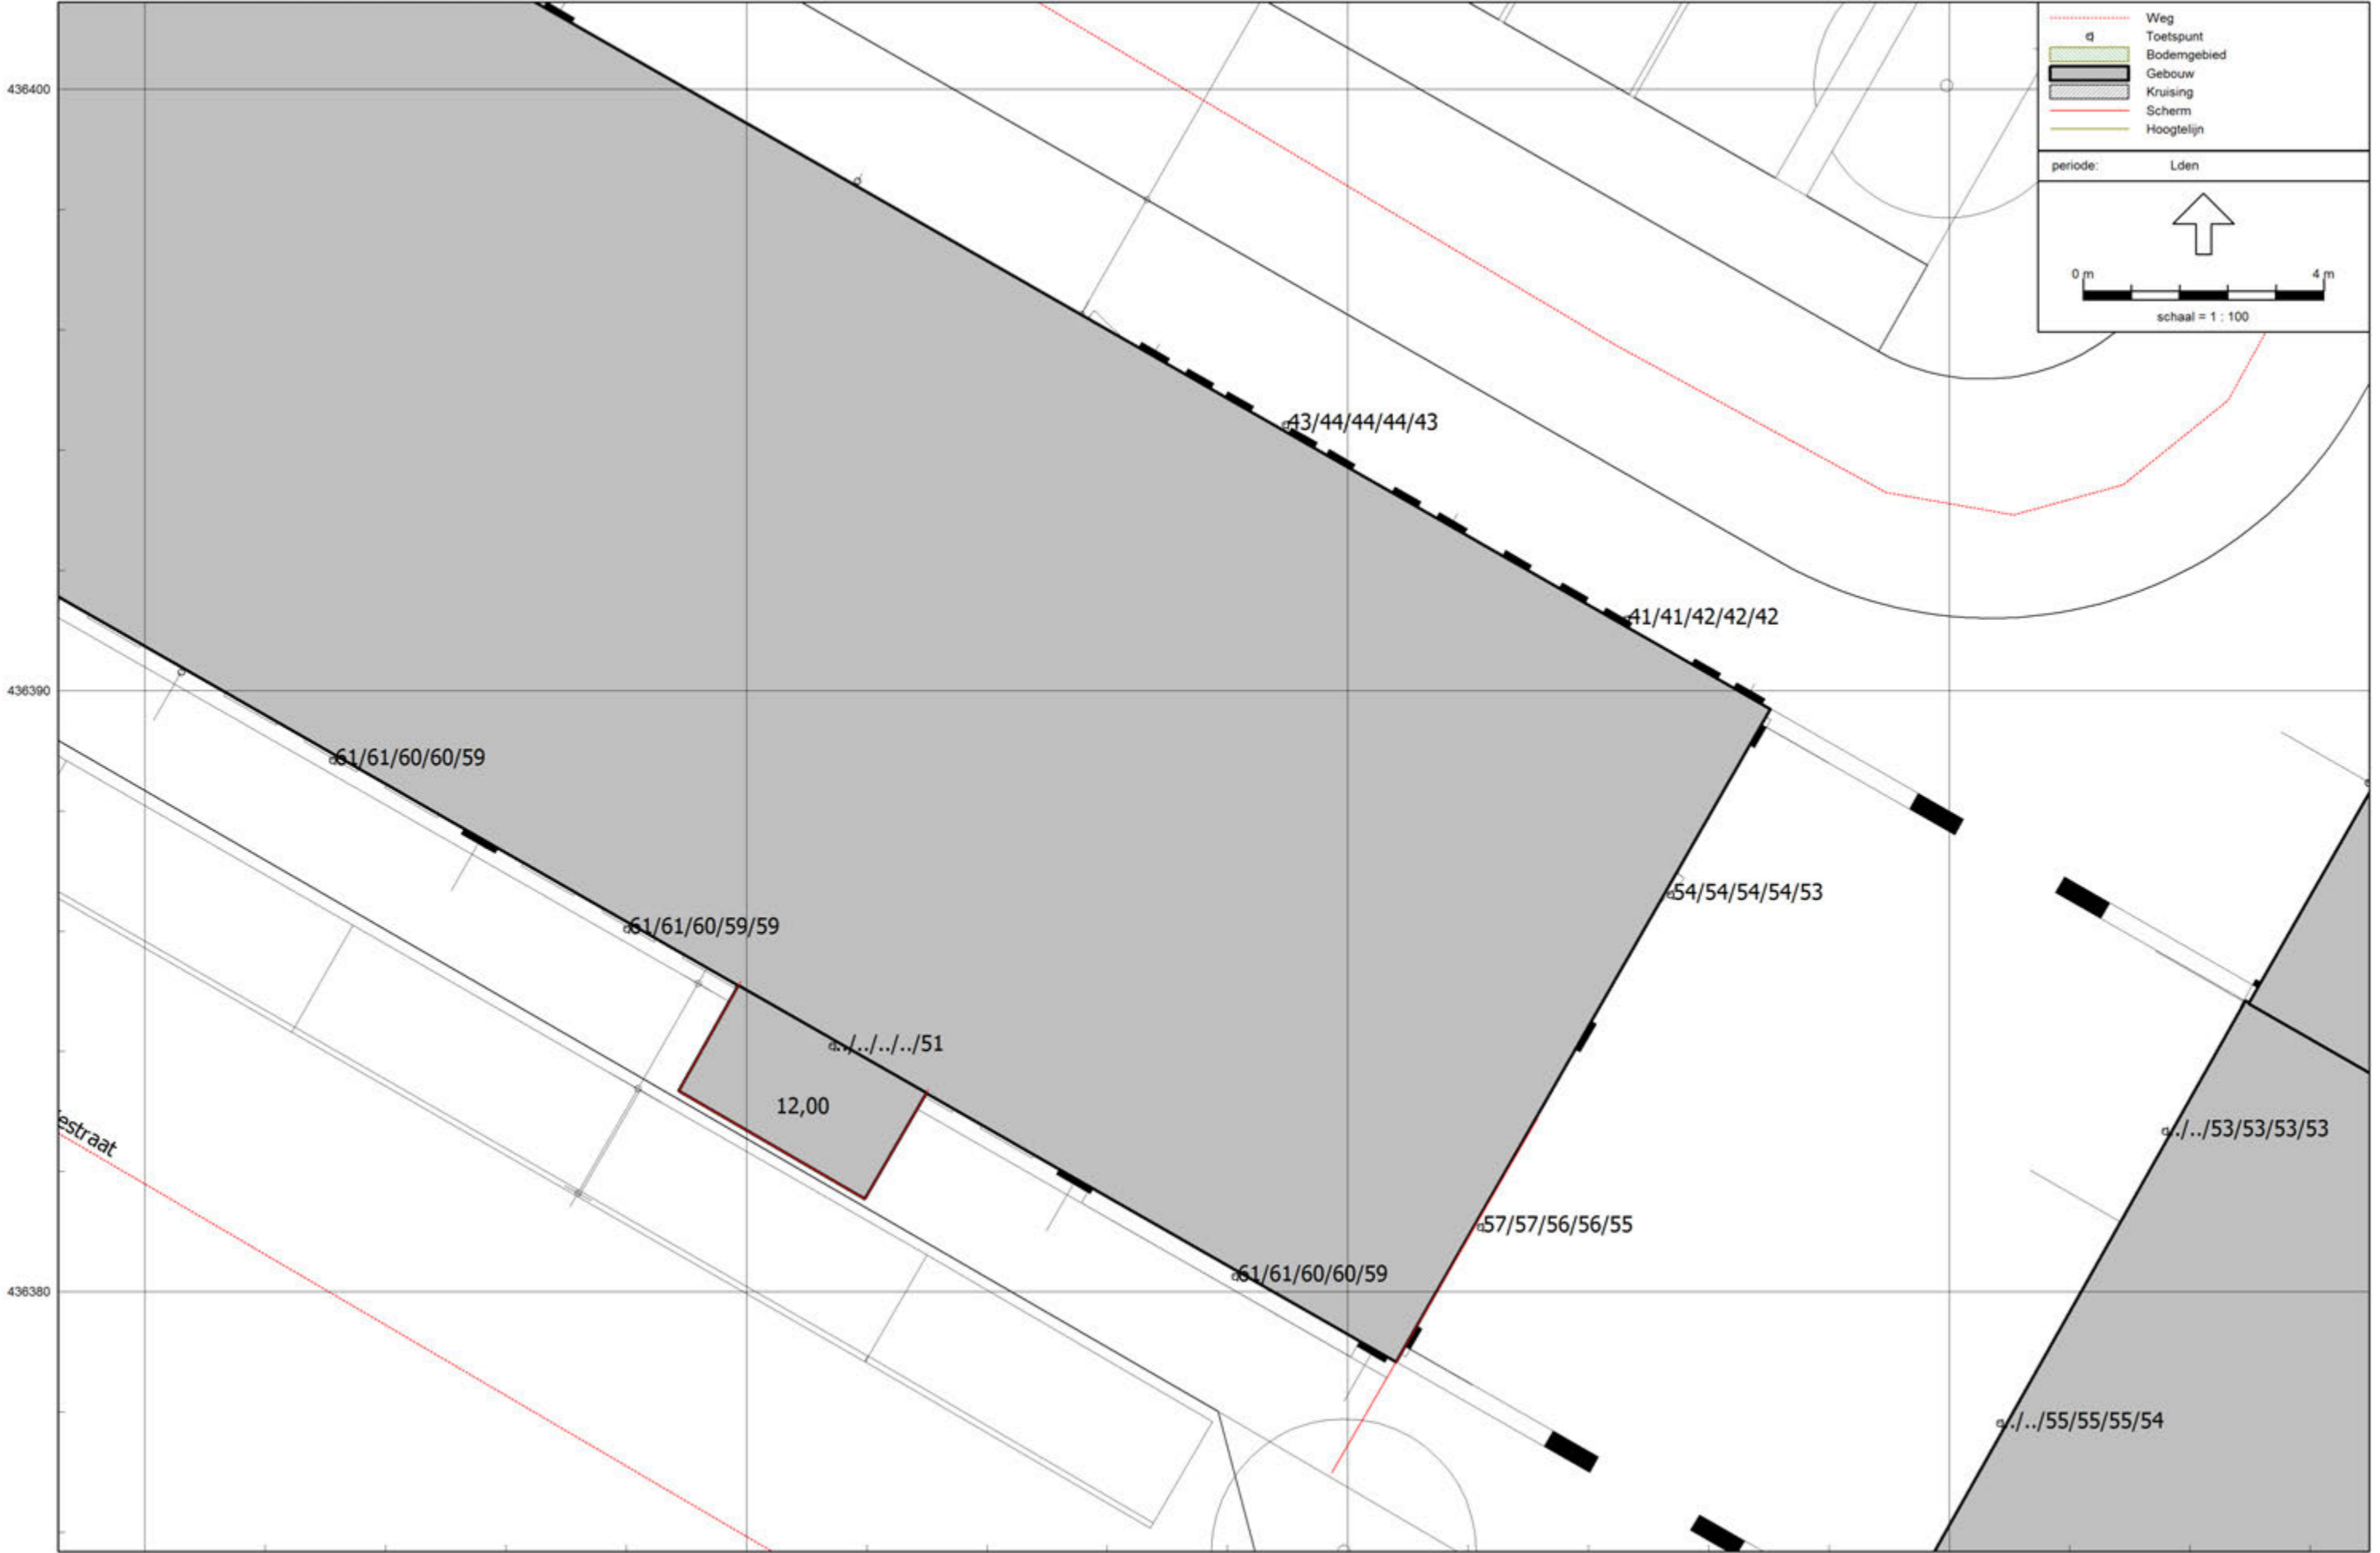 Weg
Toetspunt
Bodemgebied
Gebouw
Kruising
Scherm
Hoogtelijn
periode: Lden
0 m 4 m
schaal = 1 : 100
436400
43/44/44/44/43
41/41/42/42/42
436390
61/61/60/60/59
54/54/54/54/53
61/61/60/59/59
../../../../51
12,00
estraat
../../53/53/53/53
57/57/56/56/55
61/61/60/60/59
436380
../../55/55/55/54